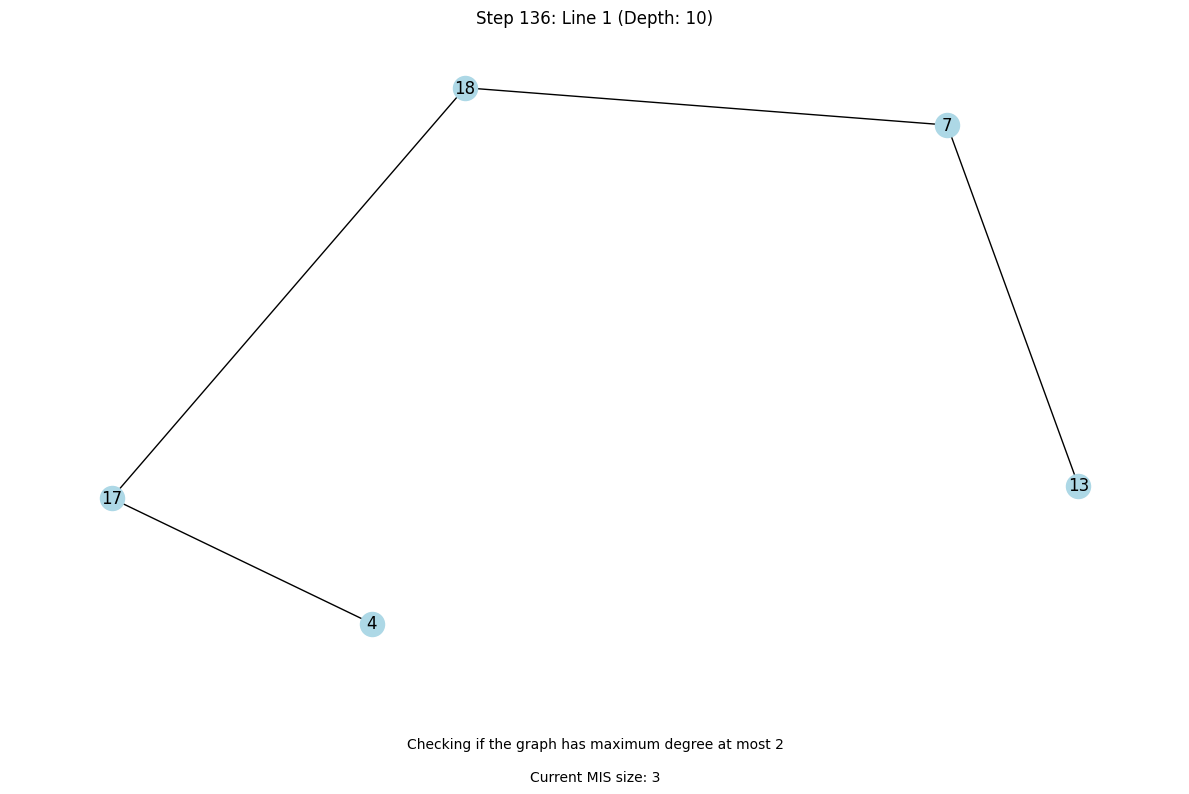 Step 136: Line 1 (Depth: 10)
18
7
17
13
4
Checking if the graph has maximum degree at most 2
Current MIS size: 3